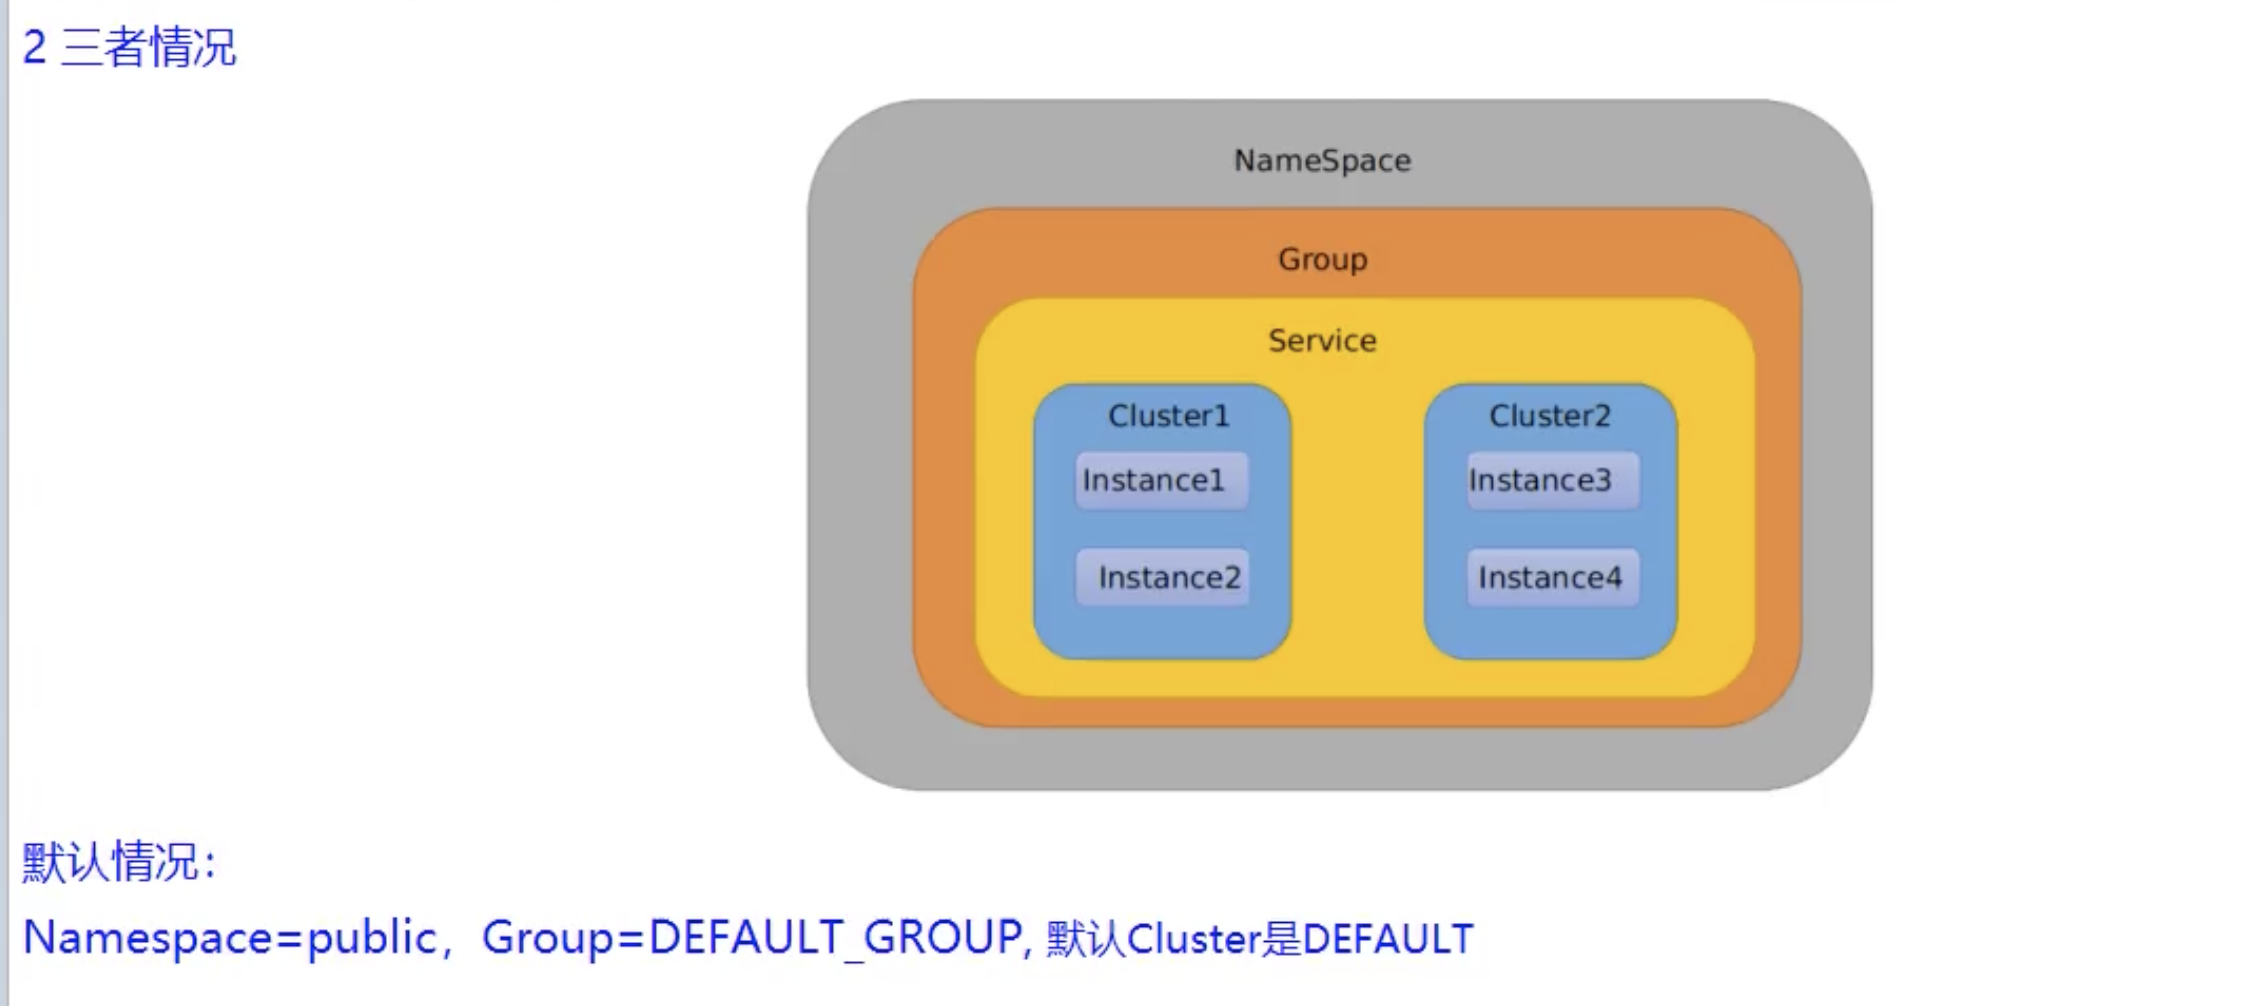 2 三者情况
NameSpace
Group
Service
Cluster1
Cluster2
Instance1
Instance3
Instance2
Instance4
默认情况：
Namespace=public，Group=DEFAULT_GROUP, 默认Cluster是DEFAULT